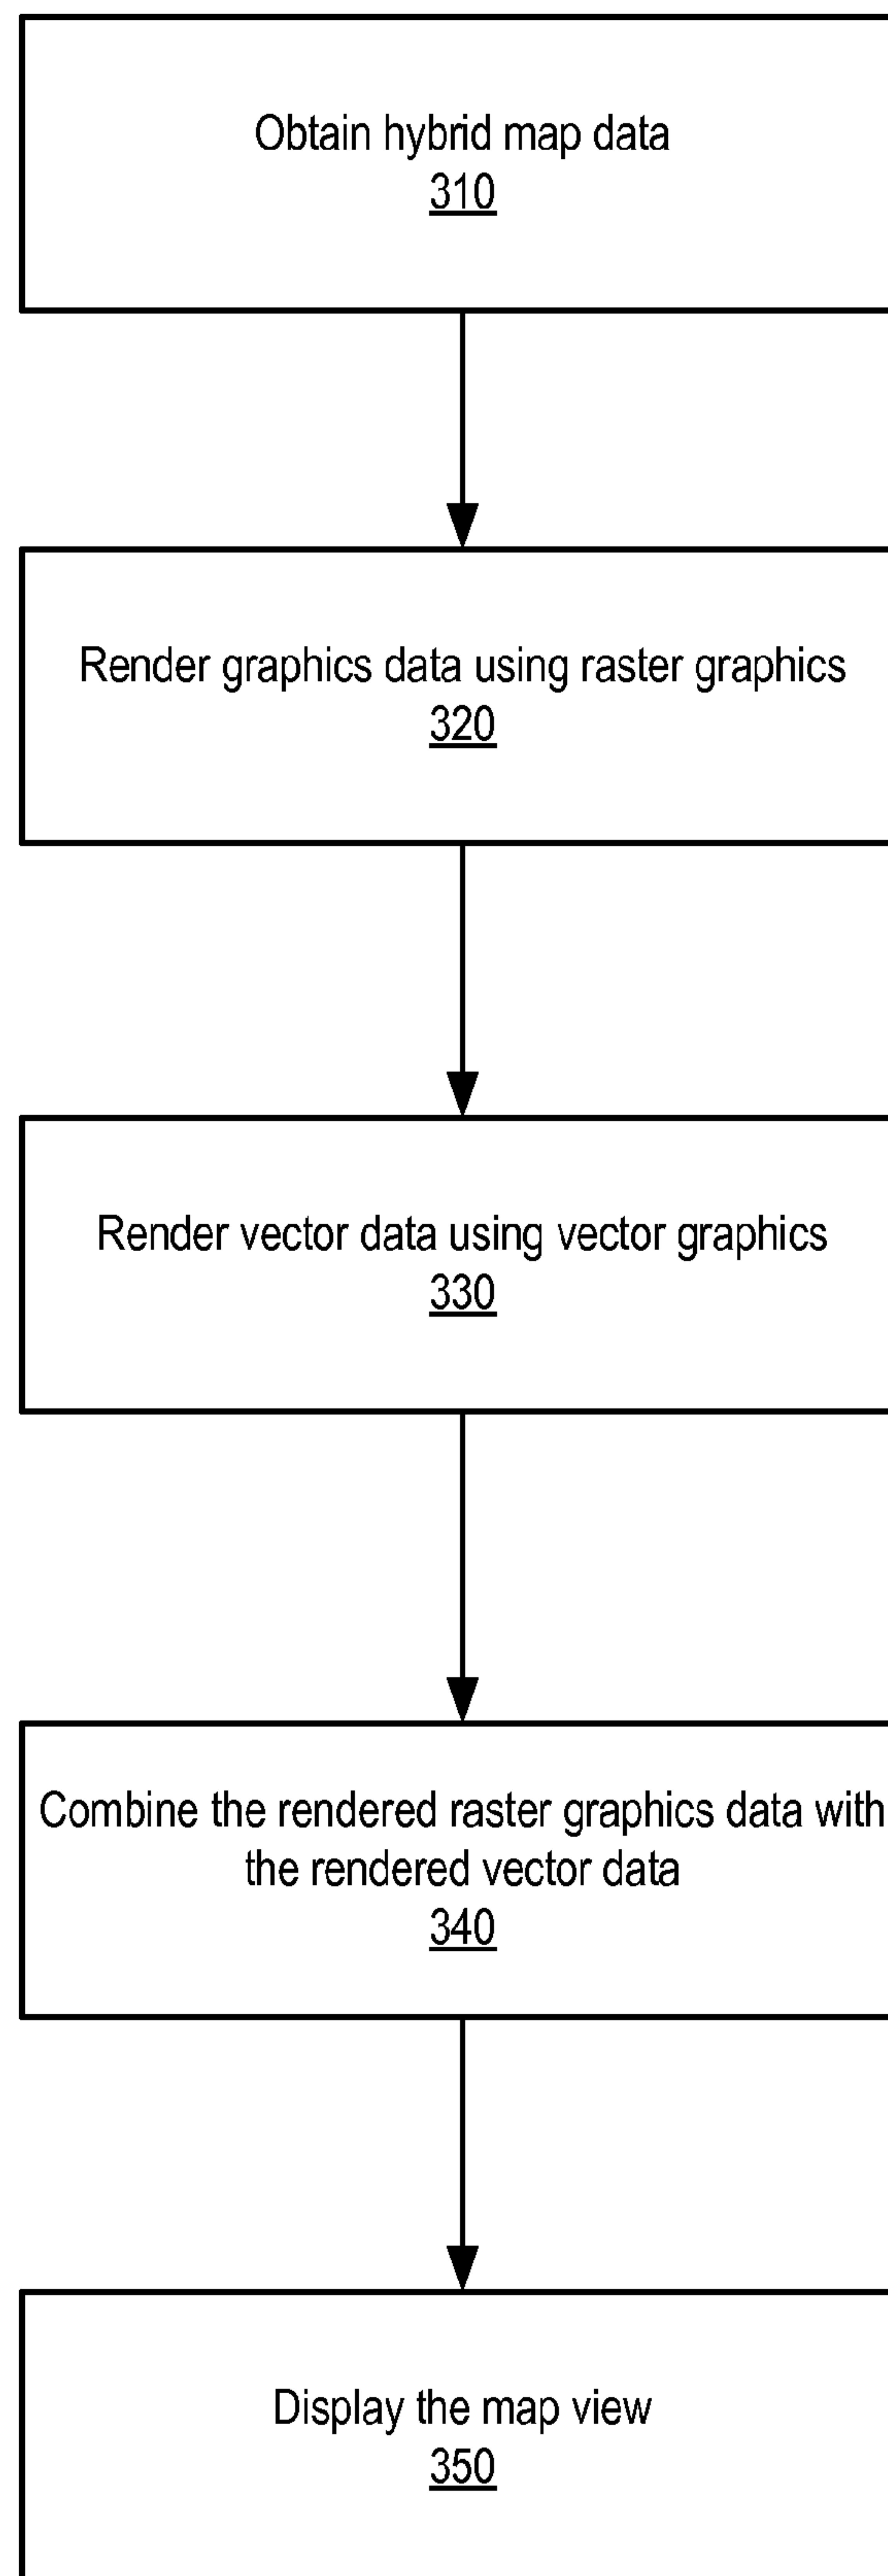 Obtain hybrid map data
310
Render graphics data using raster graphics
320
Render vector data using vector graphics
330
Combine the rendered raster graphics data with
the rendered vector data
340
Display the map view
350